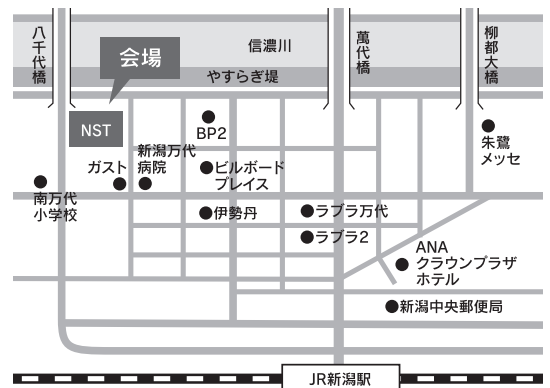 八千代橋
会場
信濃川
萬代橋
柳都大橋
やすらぎ堤
NST
BP2
朱鷺
メッセ
新潟万代
病院
ガスト
ビルボード
プレイス
南万代
小学校
伊勢丹
ラブラ万代
ラブラ2
ANA
クラウンプラザ
ホテル
新潟中央郵便局
JR新潟駅